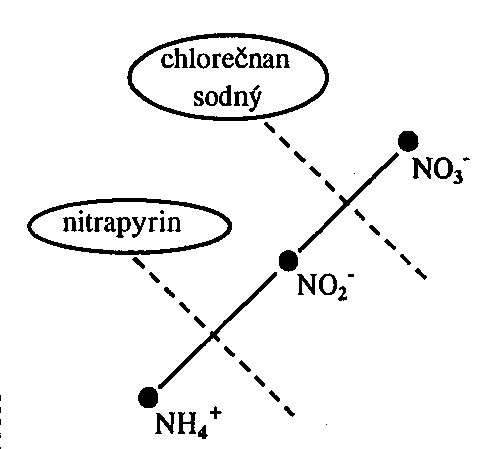 chlorečnan
sodný
NO₃⁻
nitrapyrin
NO₂⁻
NH₄⁺